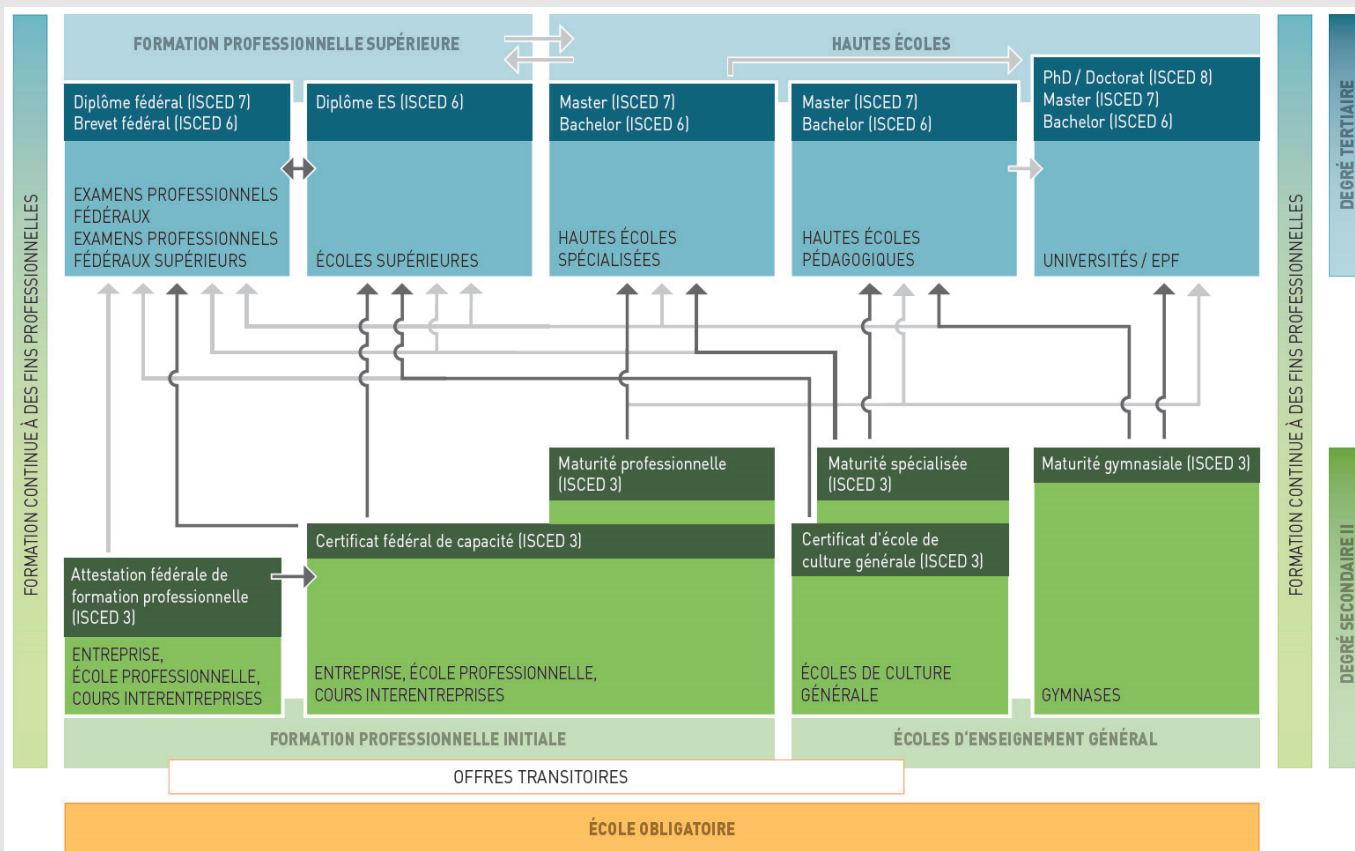 FORMATION CONTINUE À DES FINS PROFESSIONNELLES
FORMATION PROFESSIONNELLE SUPÉRIEURE
HAUTES ÉCOLES
Diplôme fédéral (ISCED 7)
Brevet fédéral (ISCED 6)
EXAMENS PROFESSIONNELS
FÉDÉRAUX
EXAMENS PROFESSIONNELS
FÉDÉRAUX SUPÉRIEURS
Diplôme ES (ISCED 6)
ÉCOLES SUPÉRIEURES
Master (ISCED 7)
Bachelor (ISCED 6)
HAUTES ÉCOLES
SPÉCIALISÉES
Master (ISCED 7)
Bachelor (ISCED 6)
HAUTES ÉCOLES
PÉDAGOGIQUES
PhD / Doctorat (ISCED 8)
Master (ISCED 7)
Bachelor (ISCED 6)
UNIVERSITÉS / EPF
FORMATION CONTINUE À DES FINS PROFESSIONNELLES
DEGRÉ TERTIAIRE
Attestation fédérale de
formation professionnelle
(ISCED 3)
ENTREPRISE,
ÉCOLE PROFESSIONNELLE,
COURS INTERENTREPRISES
Maturité professionnelle
(ISCED 3)
Certificat fédéral de capacité (ISCED 3)
ENTREPRISE, ÉCOLE PROFESSIONNELLE,
COURS INTERENTREPRISES
Maturité spécialisée
(ISCED 3)
Certificat d'école de
culture générale (ISCED 3)
ÉCOLES DE CULTURE
GÉNÉRALE
Maturité gymnasiale (ISCED 3)
GYMNASES
DEGRÉ SECONDAIRE II
FORMATION PROFESSIONNELLE INITIALE
ÉCOLES D'ENSEIGNEMENT GÉNÉRAL
OFFRES TRANSITOIRES
ÉCOLE OBLIGATOIRE